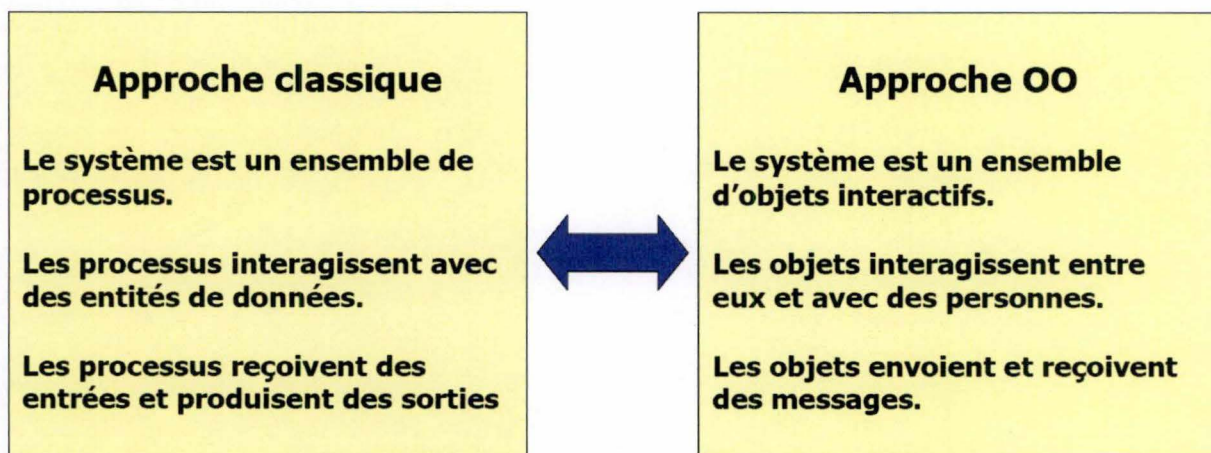 Approche classique
Le système est un ensemble de
processus.
Les processus interagissent avec
des entités de données.
Les processus reçoivent des
entrées et produisent des sorties
Approche OO
Le système est un ensemble
d'objets interactifs.
Les objets interagissent entre
eux et avec des personnes.
Les objets envoient et reçoivent
des messages.